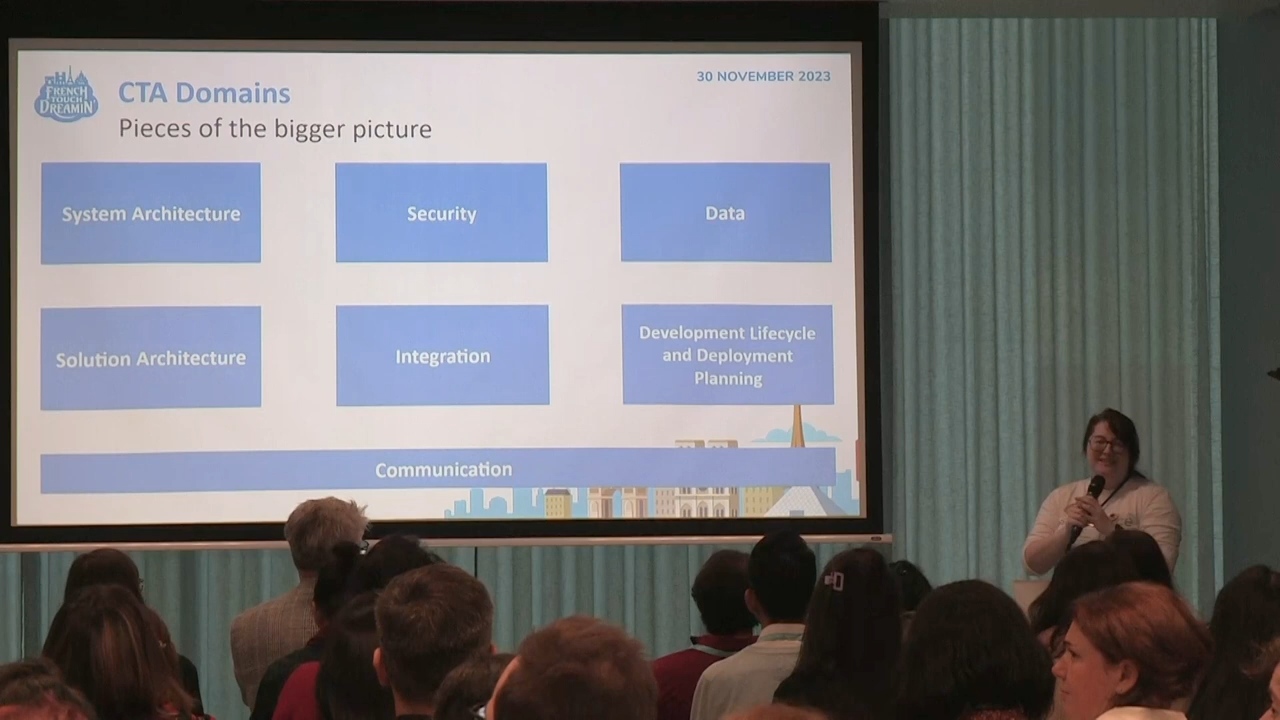 FRENCH
TOUCH
DREAMIN'
CTA Domains
30 NOVEMBER 2023
Pieces of the bigger picture
System Architecture
Security
Data
Solution Architecture
Integration
Development Lifecycle
and Deployment
Planning
Communication